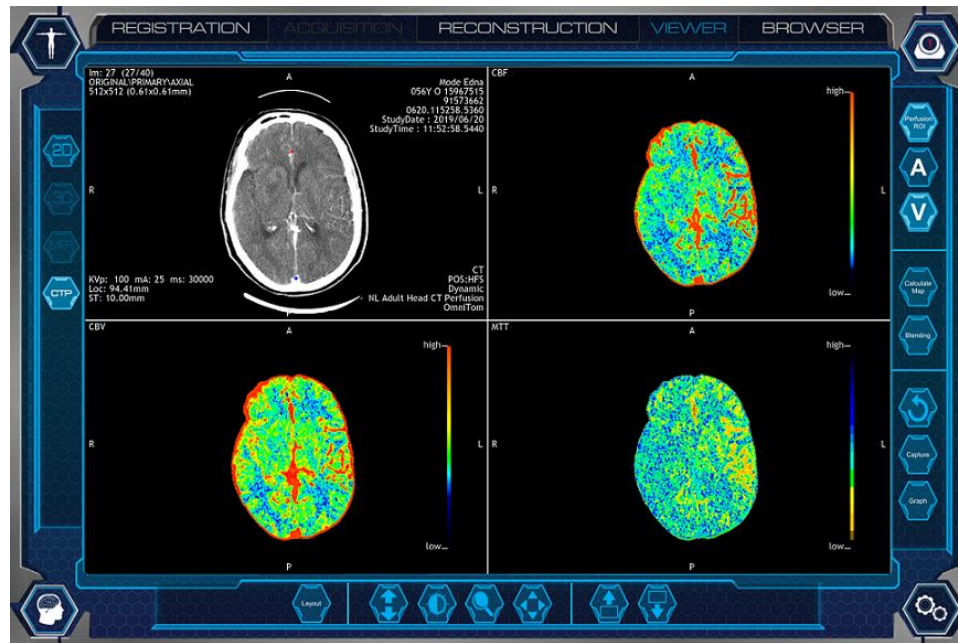 REGISTRATION
ACQUISITION
RECONSTRUCTION
VIEWER
BROWSER
Im: 27 (27/40)
ORIGINAL\PRIMARY\AXIAL
512x512 (0.61x0.61mm)
A
Mode Edna
056Y O 15967515
91573662
0620.115258.5360
StudyDate : 2019/06/20
StudyTime : 11:52:58.5440
R
L
KVp: 100 mA: 25 ms: 30000
Loc: 94.41mm
ST: 10.00mm
CT
POS:HFS
Dynamic
NL Adult Head CT Perfusion
OmniTom
P
CBF
A
high
R
L
low
P
CBV
A
high
R
L
low
P
MTT
A
high
R
L
low
P
2D
3D
CTP
Perfusion
ROI
A
V
Calculate
Map
Blending
Capture
Graph
Layout